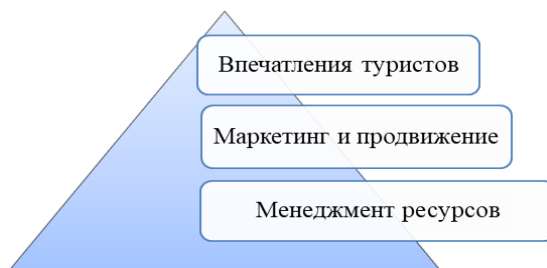 Впечатления туристов
Маркетинг и продвижение
Менеджмент ресурсов